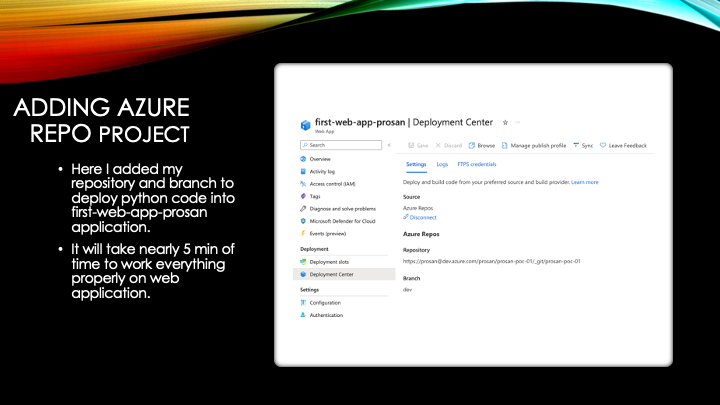 ADDING AZURE
REPO PROJECT
• Here I added my
repository and branch to
deploy python code into
first-web-app-prosan
application.
• It will take nearly 5 min of
time to work everything
properly on web
application.
first-web-app-prosan | Deployment Center
Web App
Search
Save Discard Browse Manage publish profile Sync Leave Feedback
Overview
Activity log
Access control (IAM)
Tags
Diagnose and solve problems
Microsoft Defender for Cloud
Events (preview)
Deployment
Deployment slots
Deployment Center
Settings
Configuration
Authentication
Settings Logs FTPS credentials
Deploy and build code from your preferred source and build provider. Learn more
Source
Azure Repos
Disconnect
Azure Repos
Repository
https://prosan@dev.azure.com/prosan/prosan-poc-01/_git/prosan-poc-01
Branch
dev